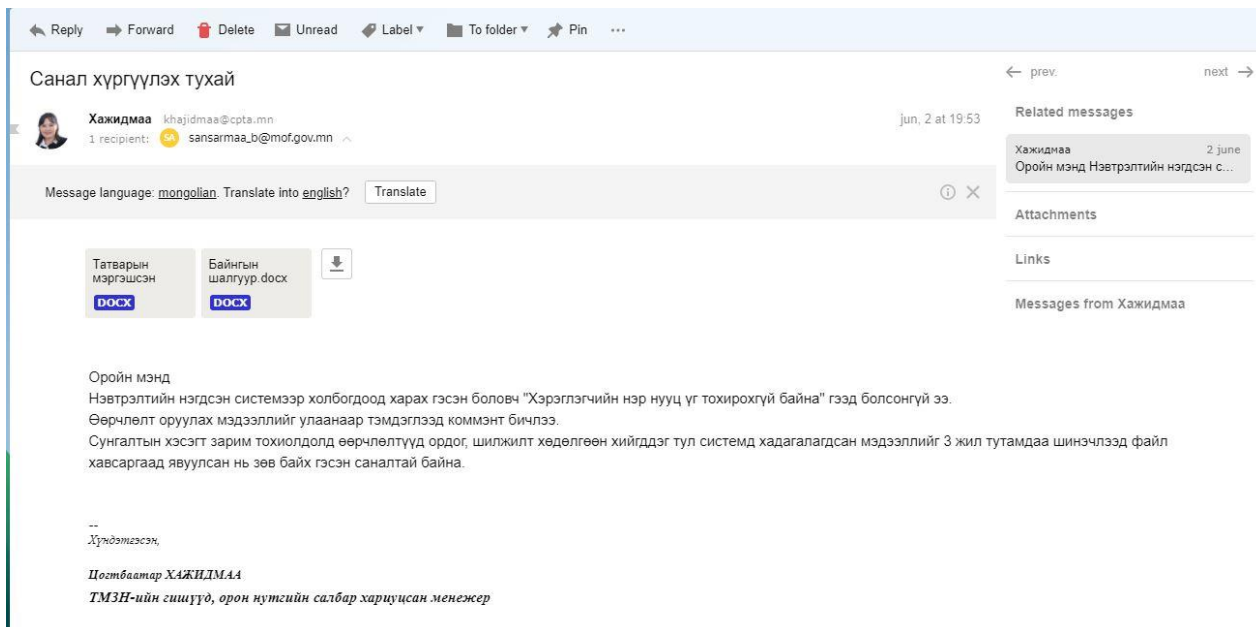 Reply Forward Delete Unread Label To folder Pin ...
Санал хүргүүлэх тухай
← prev. next →
Хажидмаа khajidmaa@cpta.mn jun, 2 at 19:53
1 recipient: SA sansarmaa_b@mof.gov.mn
Related messages
Хажидмаа 2 june
Оройн мэнд Нэвтрэлтийн нэгдсэн с...
Message language: mongolian. Translate into english? Translate
Attachments
Links
Messages from Хажидмаа
Татварын
мэргэшсэн
DOCX
Байнгын
шалгуур.docx
DOCX
Оройн мэнд
Нэвтрэлтийн нэгдсэн системээр холбогдоод харах гэсэн боловч "Хэрэглэгчийн нэр нууц үг тохирохгүй байна" гээд болсонгүй ээ.
Өөрчлөлт оруулах мэдээллийг улаанаар тэмдэглээд коммэнт бичлээ.
Сунгалтын хэсэгт зарим тохиолдолд өөрчлөлтүүд ордог, шилжилт хөдөлгөөн хийгддэг тул системд хадагалагдсан мэдээллийг 3 жил тутамдаа шинэчлээд файл
хавсаргаад явуулсан нь зөв байх гэсэн саналтай байна.
--
Хүндэтгэсэн,
Цогтбаатар ХАЖИДМАА
ТМЗН-ийн гишүүд, орон нутгийн салбар хариуцсан менежер